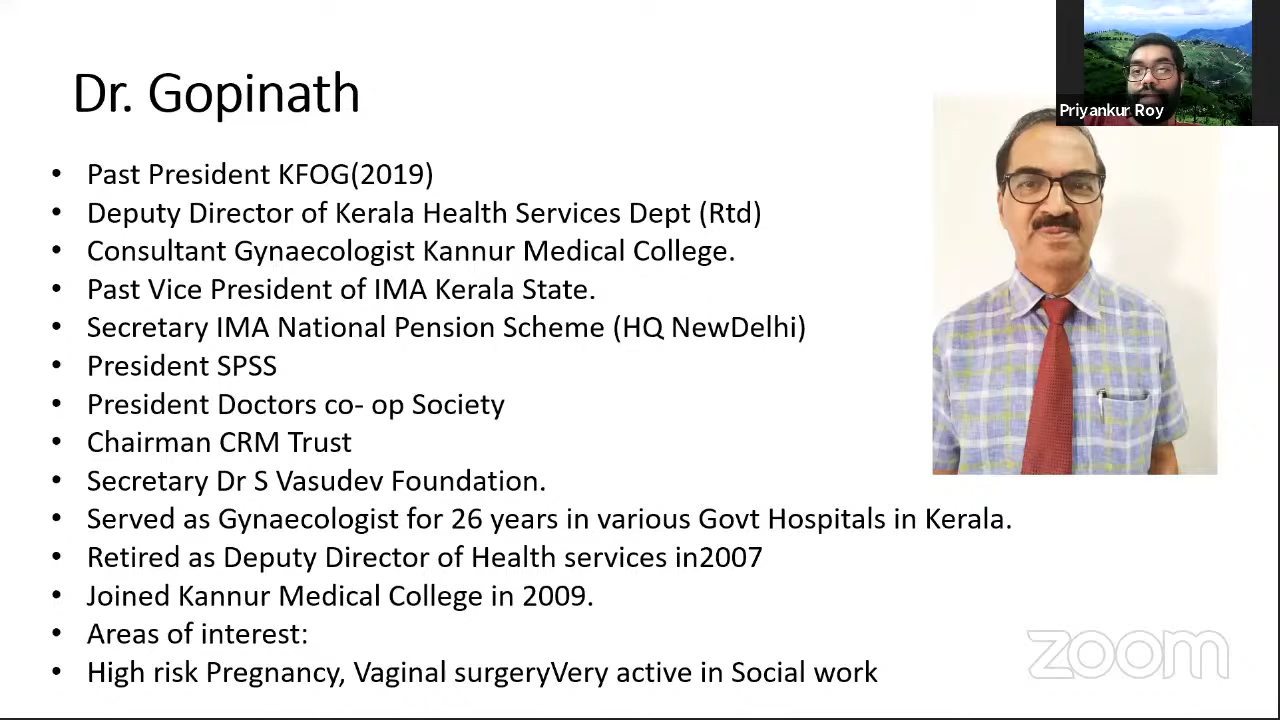 Dr. Gopinath
Priyankur Roy
• Past President KFOG(2019)
• Deputy Director of Kerala Health Services Dept (Rtd)
• Consultant Gynaecologist Kannur Medical College.
• Past Vice President of IMA Kerala State.
• Secretary IMA National Pension Scheme (HQ NewDelhi)
• President SPSS
• President Doctors co- op Society
• Chairman CRM Trust
• Secretary Dr S Vasudev Foundation.
• Served as Gynaecologist for 26 years in various Govt Hospitals in Kerala.
• Retired as Deputy Director of Health services in2007
• Joined Kannur Medical College in 2009.
• Areas of interest:
• High risk Pregnancy, Vaginal surgeryVery active in Social work
zoom